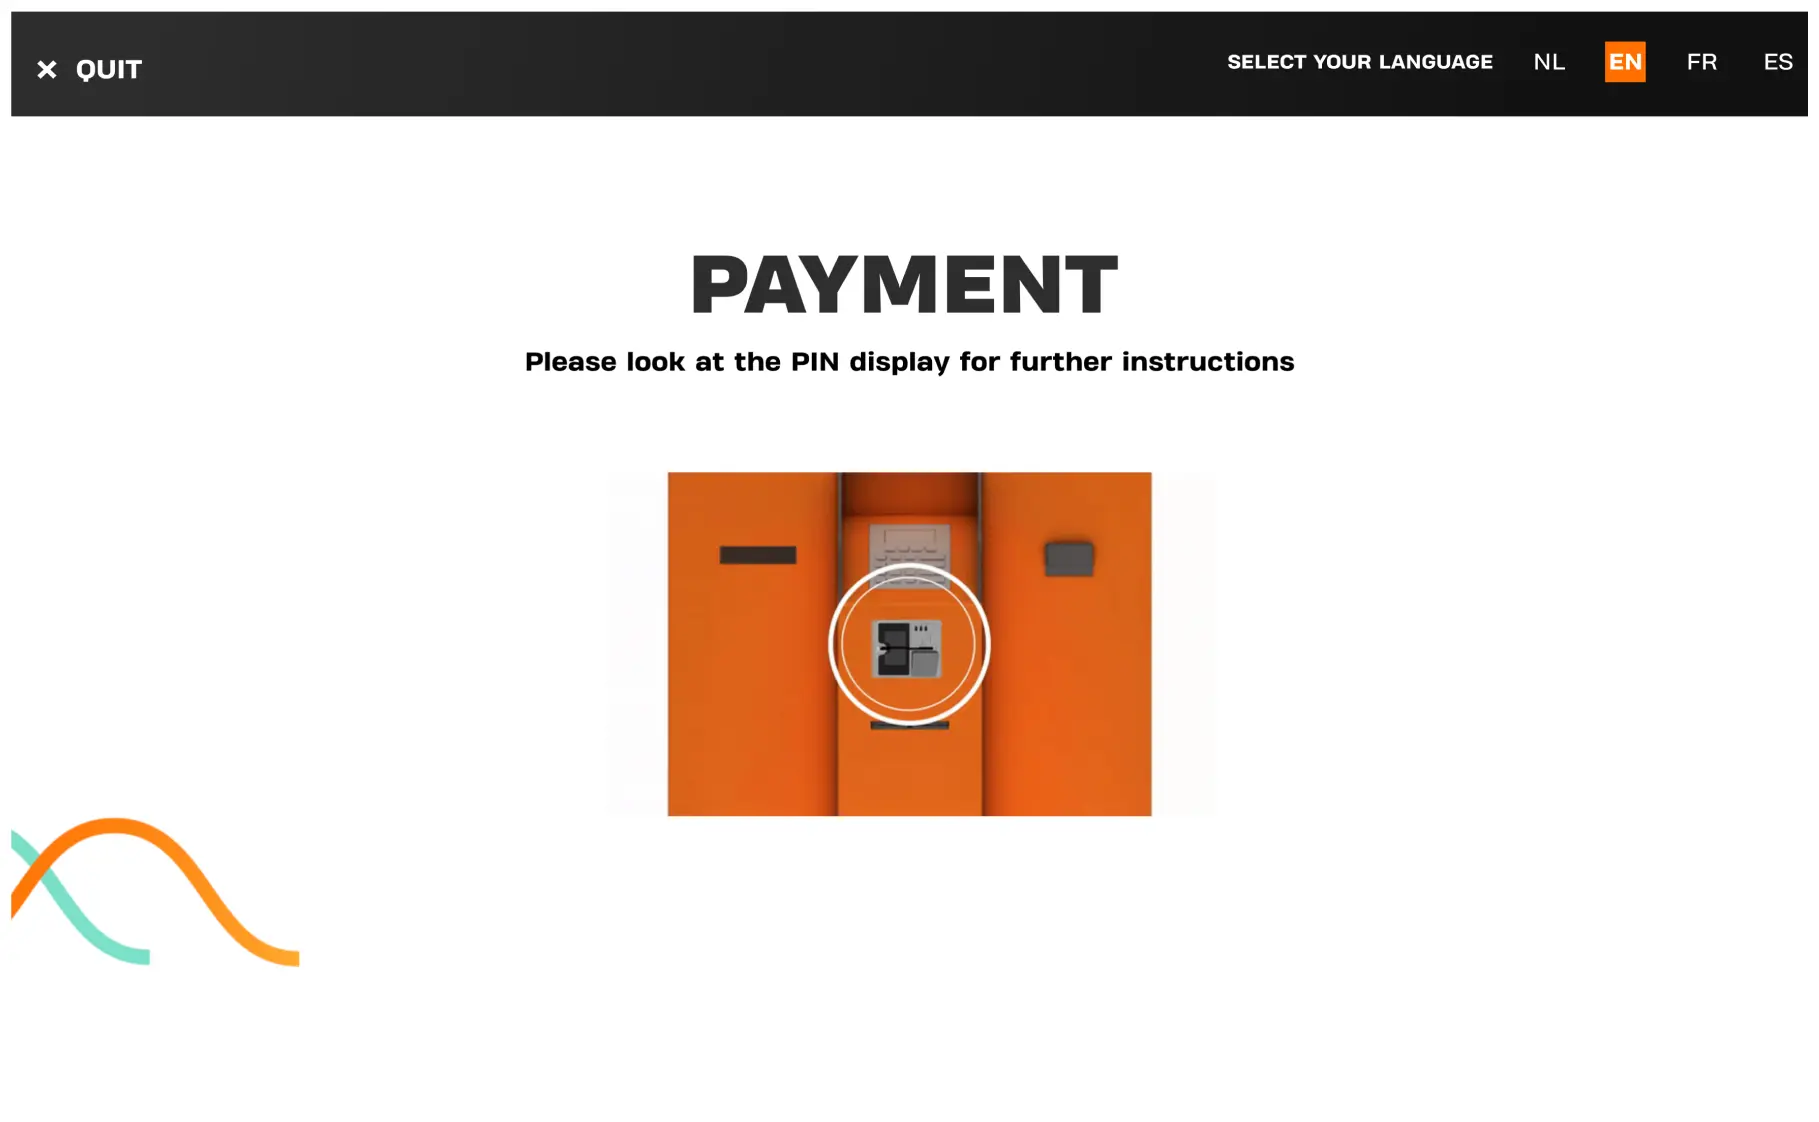 QUIT
SELECT YOUR LANGUAGE NL EN FR ES
PAYMENT
Please look at the PIN display for further instructions